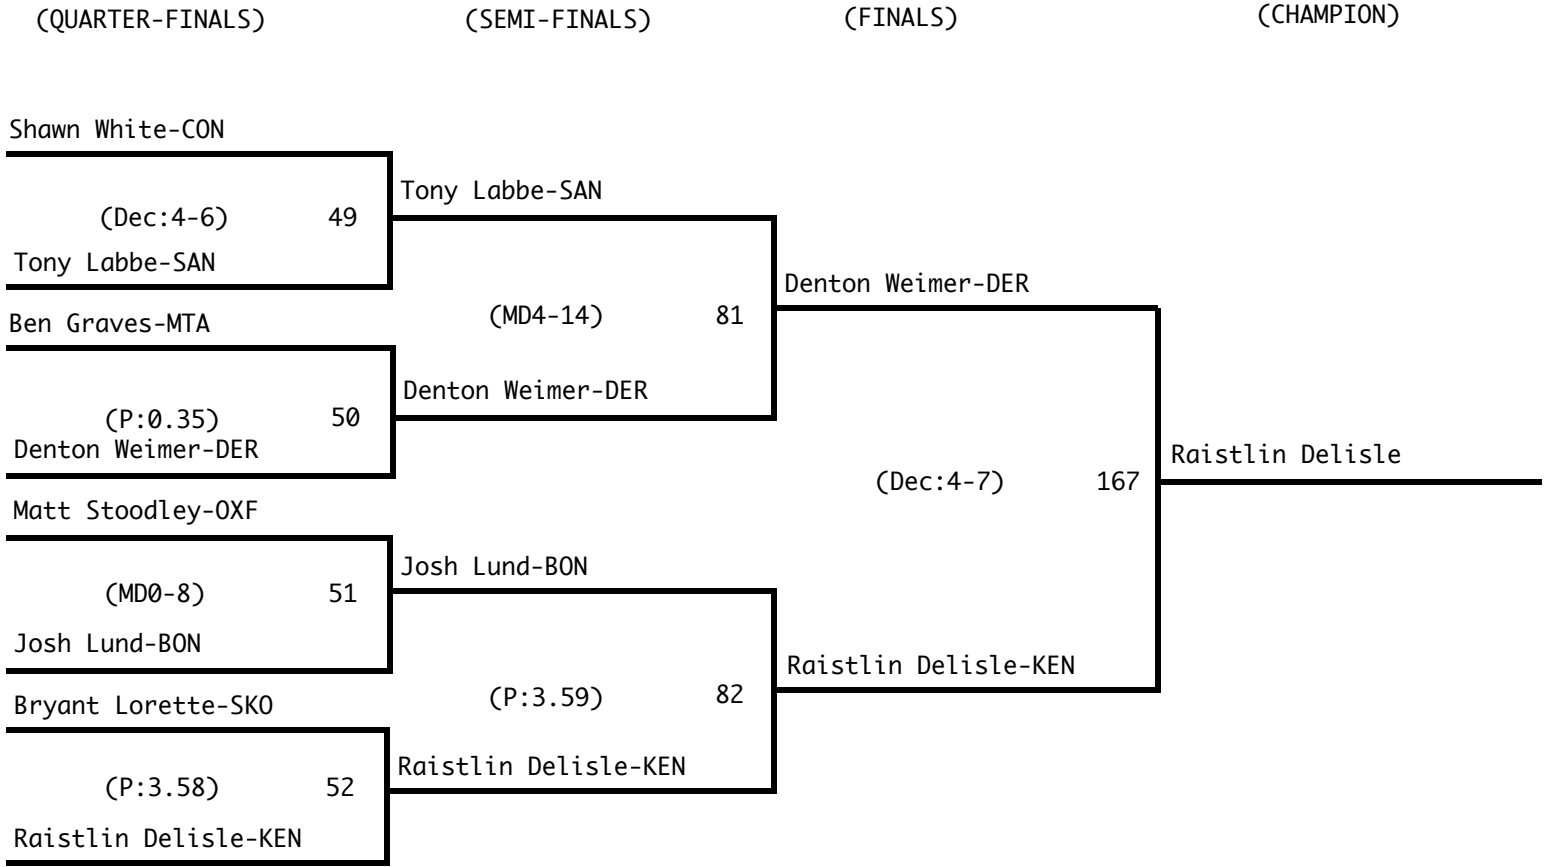 (QUARTER-FINALS)
(SEMI-FINALS)
(FINALS)
(CHAMPION)
Shawn White-CON
(Dec:4-6) 49
Tony Labbe-SAN
Ben Graves-MTA
(P:0.35) 50
Denton Weimer-DER
Matt Stoodley-OXF
(MD0-8) 51
Josh Lund-BON
Bryant Lorette-SKO
(P:3.58) 52
Raistlin Delisle-KEN
Tony Labbe-SAN
(MD4-14) 81
Denton Weimer-DER
Josh Lund-BON
(P:3.59) 82
Raistlin Delisle-KEN
Denton Weimer-DER
(Dec:4-7) 167
Raistlin Delisle-KEN
Raistlin Delisle